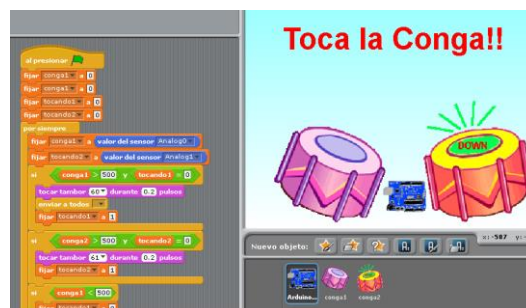 al presionar
fijar conga1 a 0
fijar conga1 a 0
fijar tocando1 a 0
fijar tocando2 a 0
por siempre
fijar conga1 a valor del sensor Analog0
fijar tocando2 a valor del sensor Analog1
si conga1 > 500 y tocando1 = 0
tocar tambor 60 durante 0.2 pulsos
enviar a todos
fijar tocando1 a 1
si conga2 > 500 y tocando2 = 0
tocar tambor 61 durante 0.2 pulsos
fijar tocando2 a 1
si conga1 < 500
Toca la Conga!!
DOWN
x: -587 y:
Nuevo objeto:
Arduino...
conga1
conga2